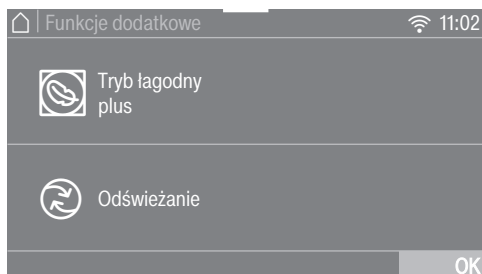 Funkcje dodatkowe 11:02
Tryb łagodny
plus
Odświeżanie
OK